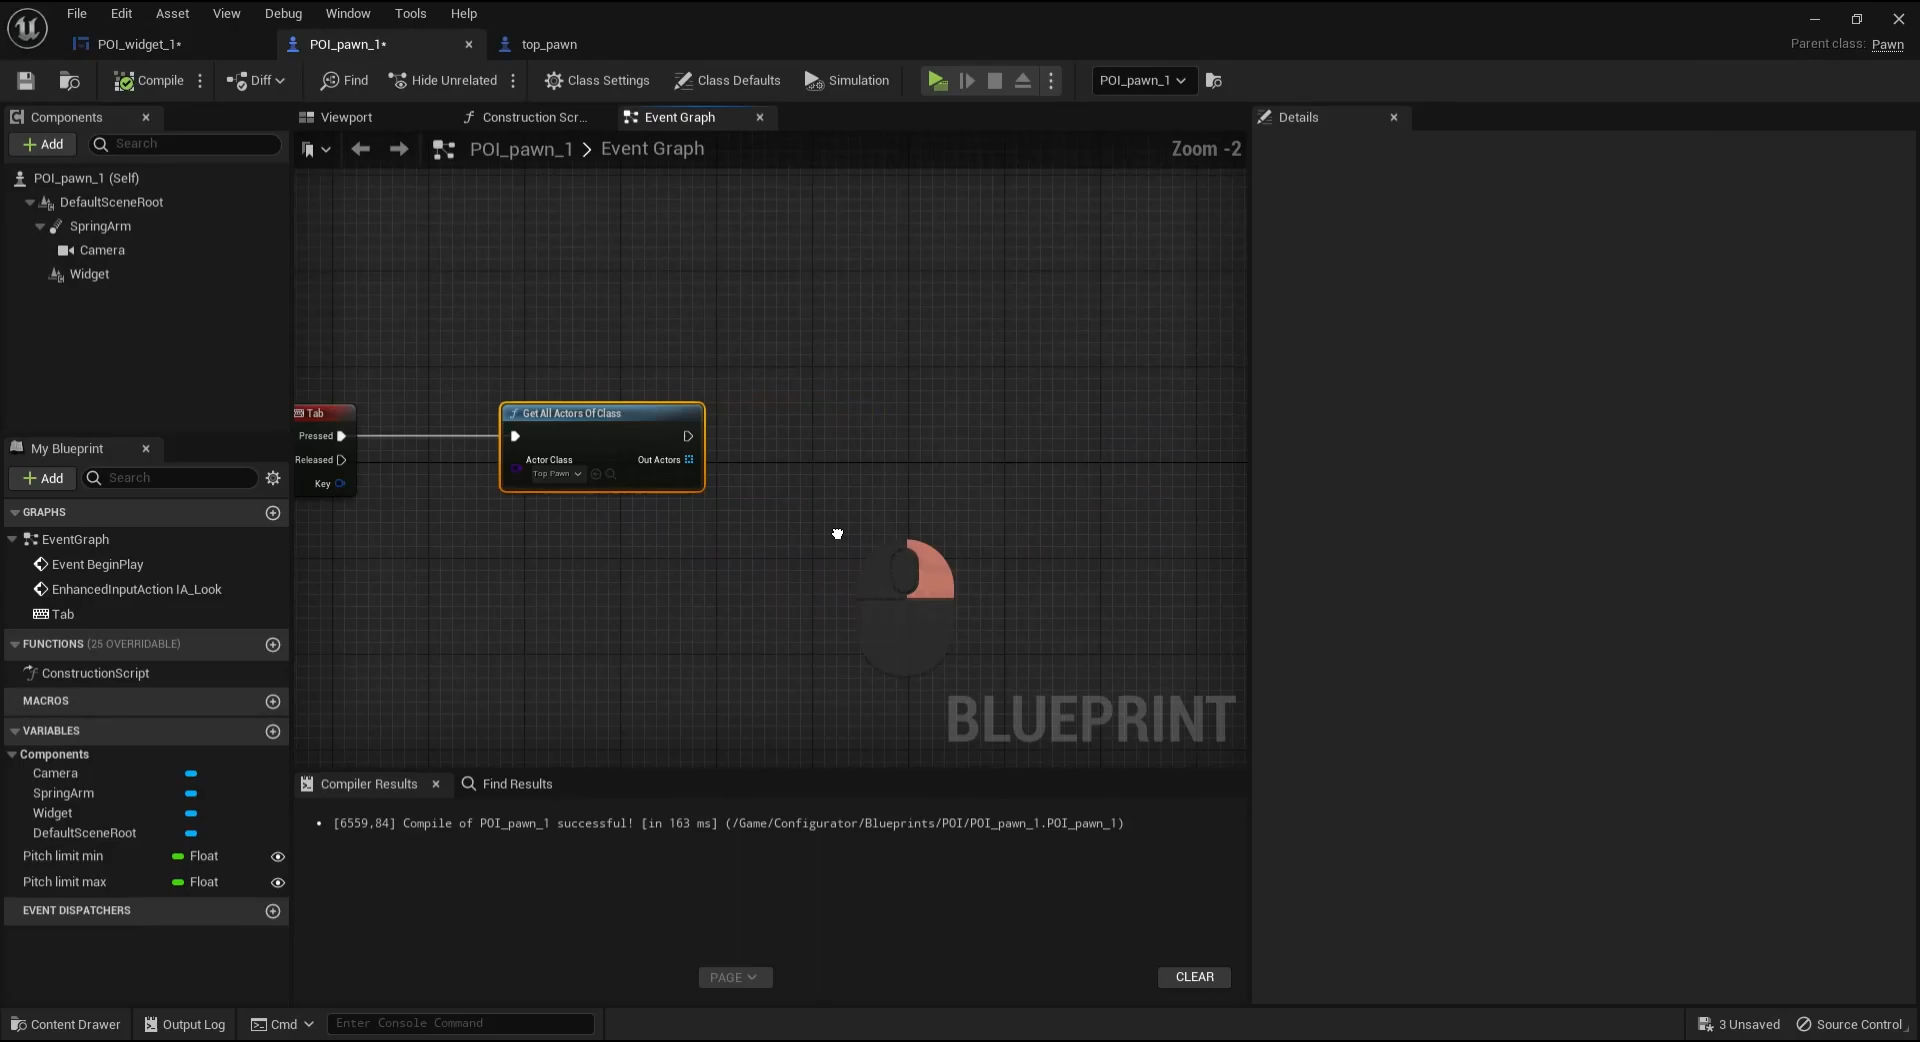 File Edit Asset View Debug Window Tools Help
POI_widget_1* POI_pawn_1* top_pawn
Parent class: Pawn
Compile Diff Find Hide Unrelated Class Settings Class Defaults Simulation POI_pawn_1
Components Viewport Construction Scr... Event Graph Details
Add Search
POI_pawn_1 > Event Graph
Zoom -2
POI_pawn_1 (Self)
DefaultSceneRoot
SpringArm
Camera
Widget
Tab
Pressed
Released
Key
Get All Actors Of Class
Actor Class Out Actors
Top Pawn
My Blueprint
Add Search
GRAPHS
EventGraph
Event BeginPlay
EnhancedInputAction IA_Look
Tab
FUNCTIONS (25 OVERRIDABLE)
ConstructionScript
MACROS
VARIABLES
Components
Camera
SpringArm
Widget
DefaultSceneRoot
Pitch limit min Float
Pitch limit max Float
EVENT DISPATCHERS
BLUEPRINT
Compiler Results Find Results
• [6559,84] Compile of POI_pawn_1 successful! [in 163 ms] (/Game/Configurator/Blueprints/POI/POI_pawn_1.POI_pawn_1)
PAGE CLEAR
Content Drawer Output Log Cmd Enter Console Command 3 Unsaved Source Control